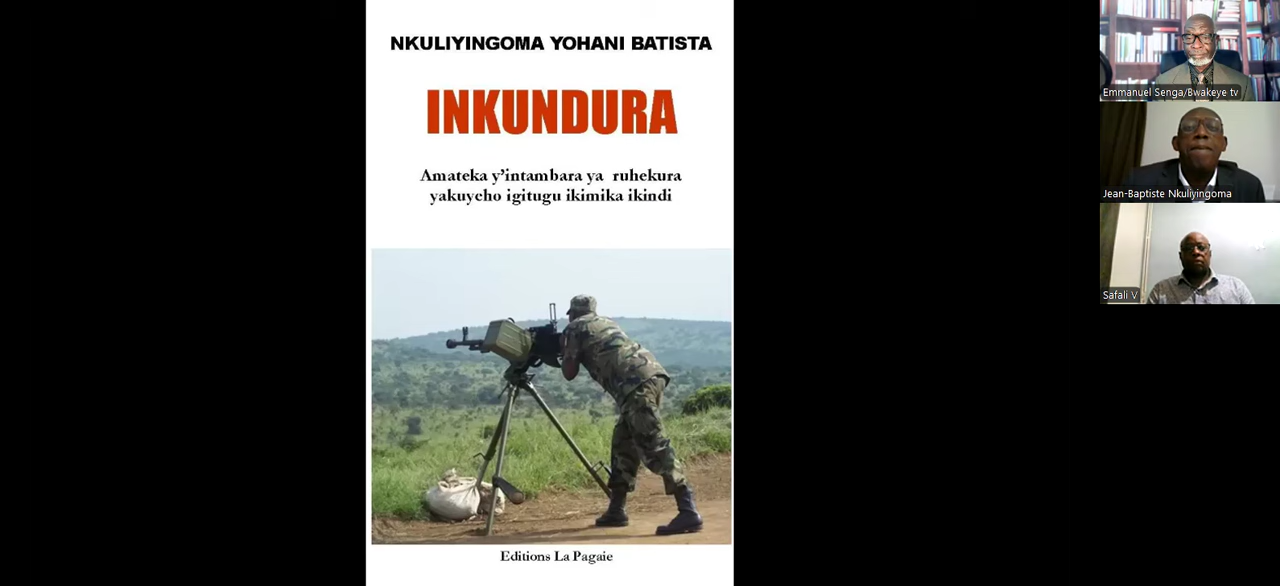 NKULIYINGOMA YOHANI BATISTA
INKUNDURA
Amateka y'intambara ya ruhekura
yakuyeho igitugu ikimika ikindi
Editions La Pagaie
Emmanuel Senga/Bwakeye tv
Jean-Baptiste Nkuliyingoma
Safali V